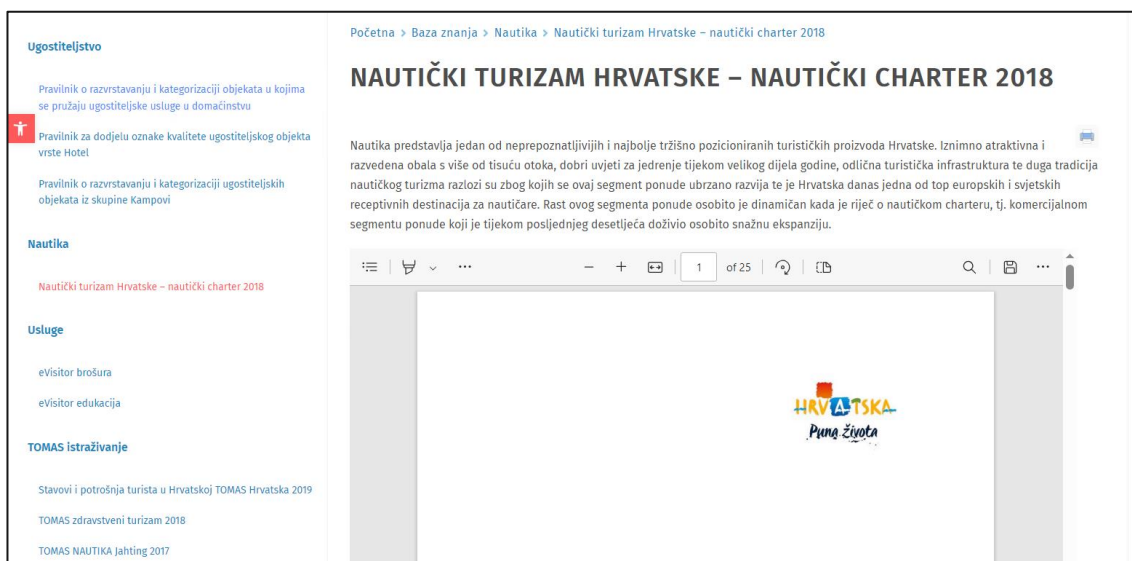 Ugostiteljstvo
Pravilnik o razvrstavanju i kategorizaciji objekata u kojima
se pružaju ugostiteljske usluge u domaćinstvu
Pravilnik za dodjelu oznake kvalitete ugostiteljskog objekta
vrste Hotel
Pravilnik o razvrstavanju i kategorizaciji ugostiteljskih
objekata iz skupine Kampovi
Nautika
Nautički turizam Hrvatske – nautički charter 2018
Usluge
eVisitor brošura
eVisitor edukacija
TOMAS istraživanje
Stavovi i potrošnja turista u Hrvatskoj TOMAS Hrvatska 2019
TOMAS zdravstveni turizam 2018
TOMAS NAUTIKA Jahting 2017
Početna > Baza znanja > Nautika > Nautički turizam Hrvatske – nautički charter 2018
NAUTIČKI TURIZAM HRVATSKE – NAUTIČKI CHARTER 2018
Nautika predstavlja jedan od neprepoznatljivijih i najbolje tržišno pozicioniranih turističkih proizvoda Hrvatske. Iznimno atraktivna i
razvedena obala s više od tisuću otoka, dobri uvjeti za jedrenje tijekom velikog dijela godine, odlična turistička infrastruktura te duga tradicija
nautičkog turizma razlozi su zbog kojih se ovaj segment ponude ubrzano razvija te je Hrvatska danas jedna od top europskih i svjetskih
receptivnih destinacija za nautičare. Rast ovog segmenta ponude osobito je dinamičan kada je riječ o nautičkom charteru, tj. komercijalnom
segmentu ponude koji je tijekom posljednjeg desetljeća doživio osobito snažnu ekspanziju.
1 of 25
HRVATSKA
Puna života